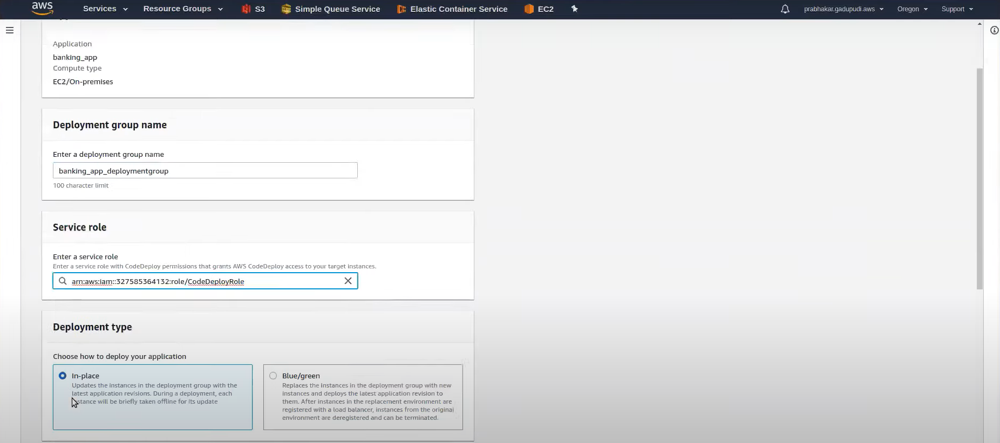 aws
Services
Resource Groups
S3
Simple Queue Service
Elastic Container Service
EC2
prabhakar.gadupudi.aws
Oregon
Support
Application
banking_app
Compute type
EC2/On-premises
Deployment group name
Enter a deployment group name
banking_app_deploymentgroup
100 character limit
Service role
Enter a service role
Enter a service role with CodeDeploy permissions that grants AWS CodeDeploy access to your target instances.
arn:aws:iam::327585364132:role/CodeDeployRole
Deployment type
Choose how to deploy your application
In-place
Updates the instances in the deployment group with the
latest application revisions. During a deployment, each
instance will be briefly taken offline for its update
Blue/green
Replaces the instances in the deployment group with new
instances and deploys the latest application revision to
them. After instances in the replacement environment are
registered with a load balancer, instances from the original
environment are deregistered and can be terminated.